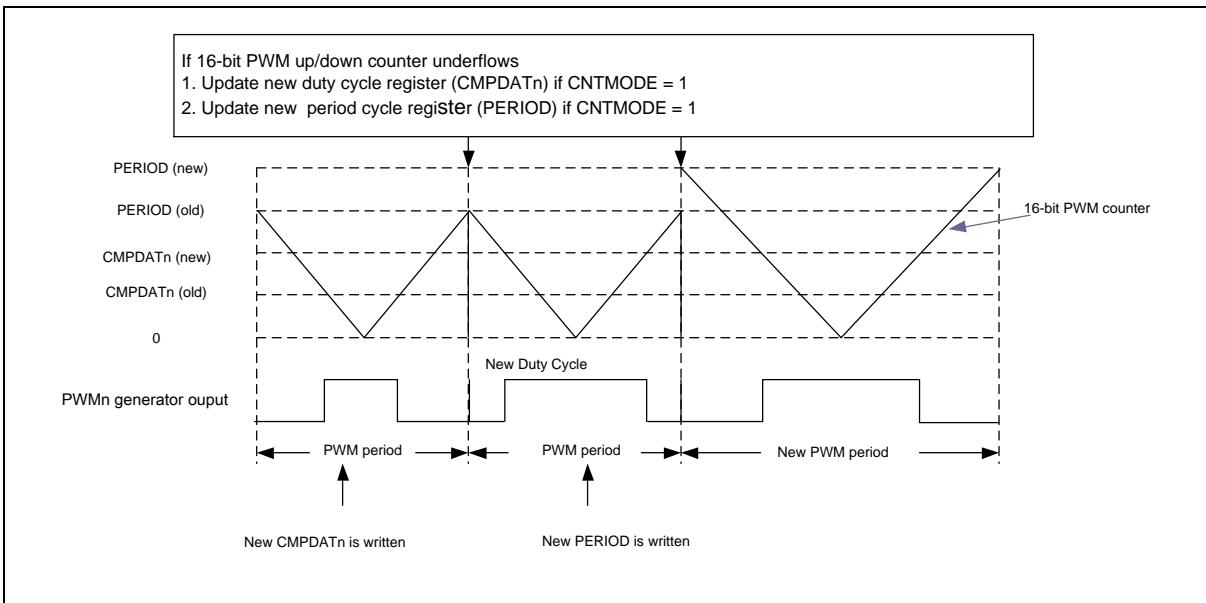 If 16-bit PWM up/down counter underflows
1. Update new duty cycle register (CMPDATn) if CNTMODE = 1
2. Update new  period cycle register (PERIOD) if CNTMODE = 1
PERIOD (new)
PERIOD (old)
16-bit PWM counter
CMPDATn (new)
CMPDATn (old)
0
New Duty Cycle
PWMn generator ouput
PWM period
PWM period
New PWM period
New CMPDATn is written
New PERIOD is written